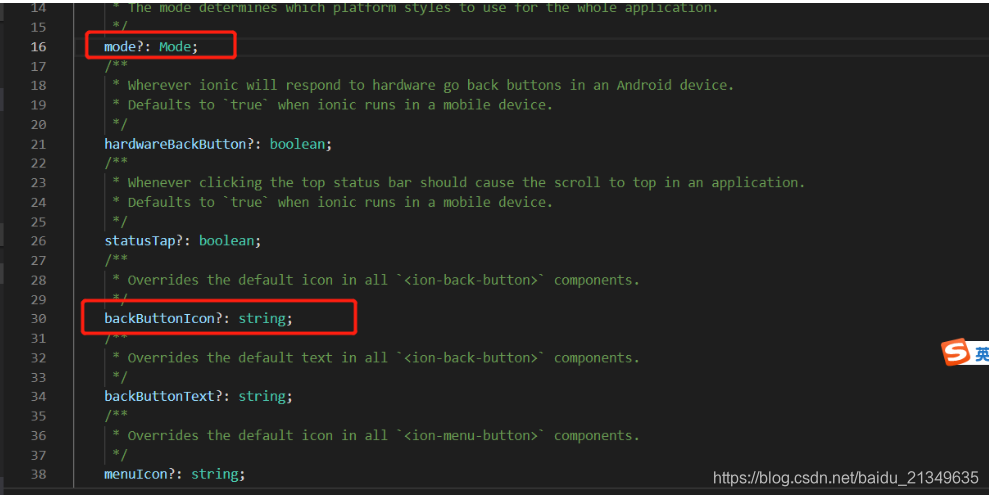 14 * The mode determines which platform styles to use for the whole application.
15 */
16 mode?: Mode;
17 /**
18 * Wherever ionic will respond to hardware go back buttons in an Android device.
19 * Defaults to `true` when ionic runs in a mobile device.
20 */
21 hardwareBackButton?: boolean;
22 /**
23 * Whenever clicking the top status bar should cause the scroll to top in an application.
24 * Defaults to `true` when ionic runs in a mobile device.
25 */
26 statusTap?: boolean;
27 /**
28 * Overrides the default icon in all `<ion-back-button>` components.
29 */
30 backButtonIcon?: string;
31 /**
32 * Overrides the default text in all `<ion-back-button>` components.
33 */
34 backButtonText?: string;
35 /**
36 * Overrides the default icon in all `<ion-menu-button>` components.
37 */
38 menuIcon?: string;
S 英
https://blog.csdn.net/baidu_21349635